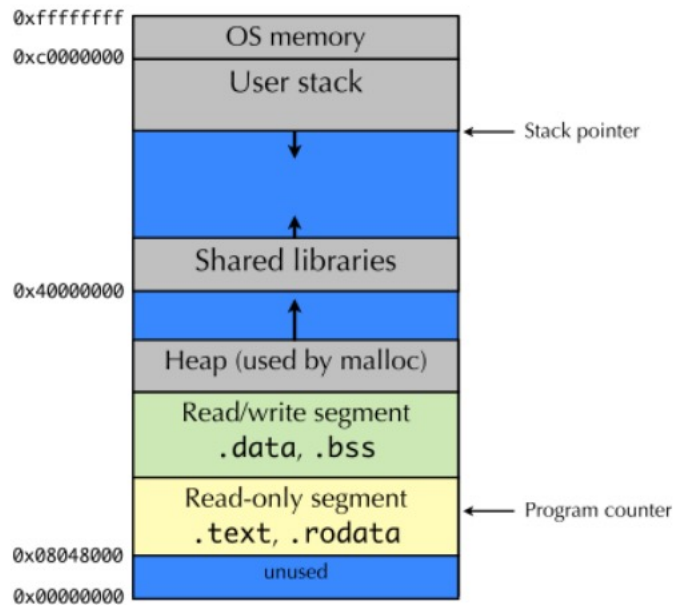 0xffffffff
OS memory
0xc0000000
User stack
Stack pointer
Shared libraries
0x40000000
Heap (used by malloc)
Read/write segment
.data, .bss
Read-only segment
Program counter
.text, .rodata
0x08048000
unused
0x00000000